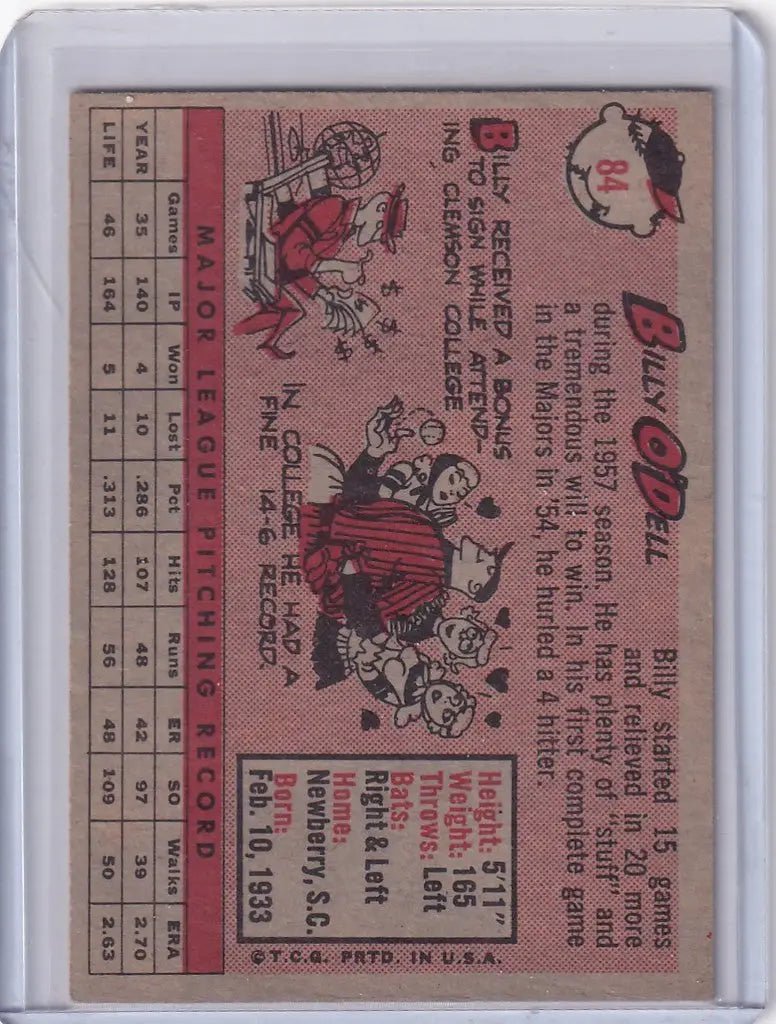 84
BILLY O'DELL
Billy started 15 games
and relieved in 20 more
during the 1957 season. He has plenty of "stuff" and
a tremendous will to win. In his first complete game
in the Majors in '54, he hurled a 4 hitter.
BILLY RECEIVED A BONUS
TO SIGN WHILE ATTEND-
ING CLEMSON COLLEGE
$ $ $ $ $
IN COLLEGE HE HAD A
FINE 14-6 RECORD.
Height: 5'11"
Weight: 165
Throws: Left
Bats:
Right & Left
Home:
Newberry, S.C.
Born:
Feb. 10, 1933
©T.C.G. PRTD. IN U.S.A.
MAJOR LEAGUE PITCHING RECORD
Games IP Won Lost Pct Hits Runs ER SO Walks ERA
YEAR 35 140 4 10 .286 107 48 42 97 39 2.70
LIFE 46 164 5 11 .313 128 56 48 109 50 2.63